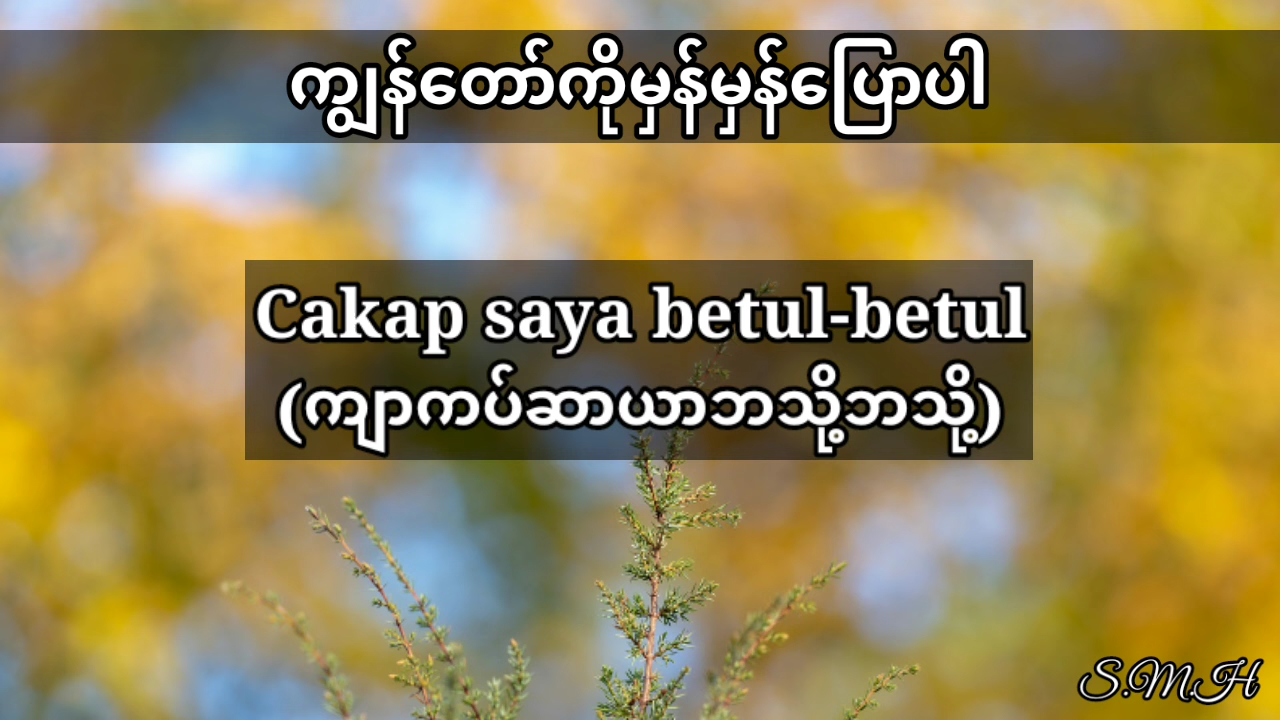 ကျွန်တော်ကိုမှန်မှန်ပြောပါ
Cakap saya betul-betul
(ကျာကပ်ဆာယာဘသို့ဘသို့)
S.M.H